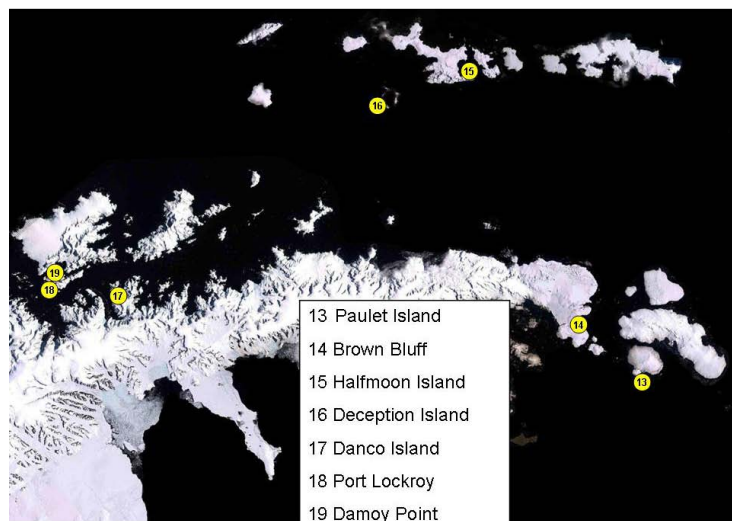 15
16
19
18
17
14
13
13 Paulet Island
14 Brown Bluff
15 Halfmoon Island
16 Deception Island
17 Danco Island
18 Port Lockroy
19 Damoy Point